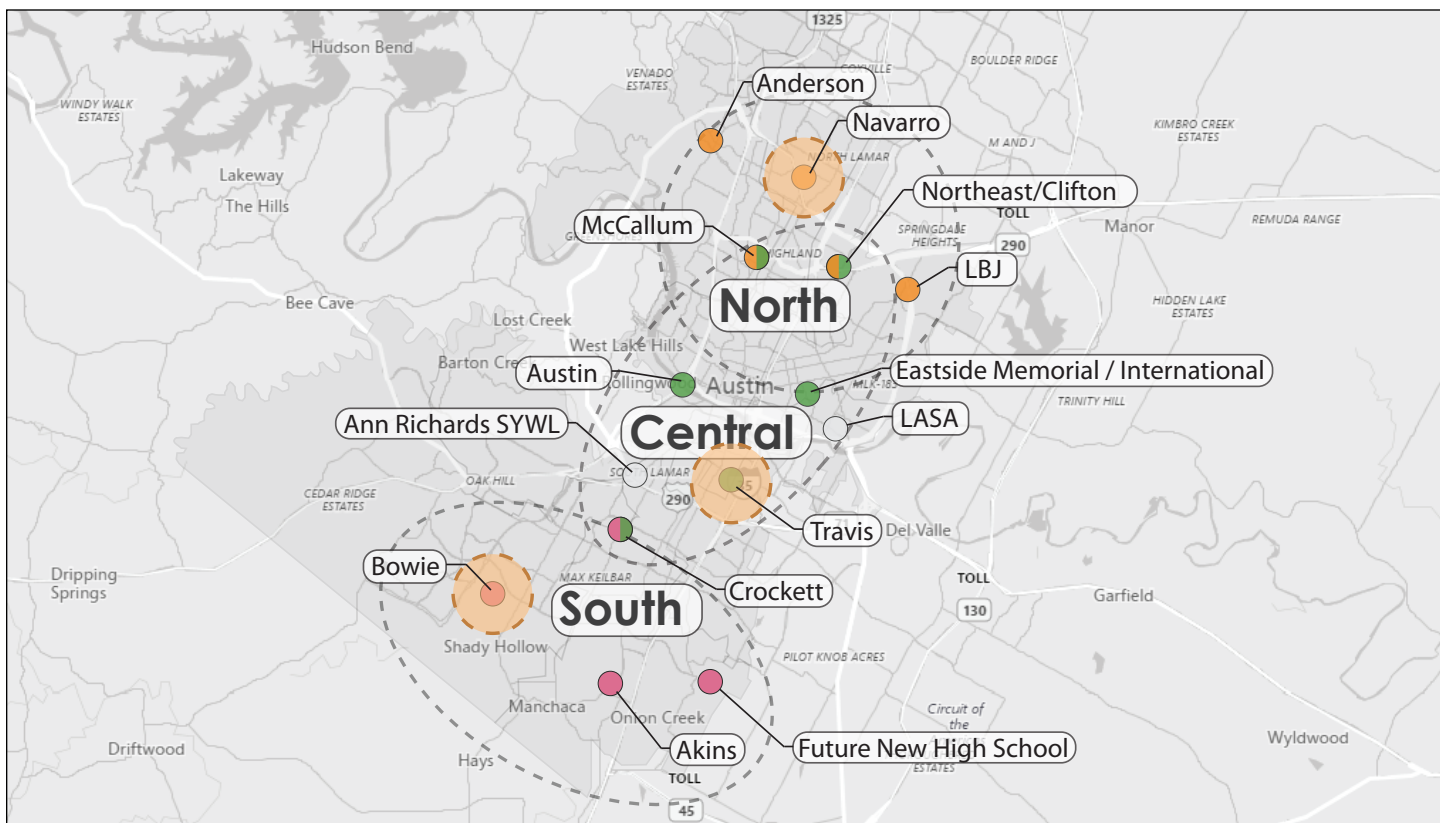 1325
Hudson Bend
COXVILLE
BOULDER RIDGE
VENADO
ESTATES
Anderson
WINDY WALK
ESTATES
Navarro
KIMBRO CREEK
ESTATES
M AND J
NORTH LAMAR
Lakeway
The Hills
Northeast/Clifton
TOLL
290
McCallum
SPRINGDALE
HEIGHTS
Manor
REMUDA RANGE
HIGHLAND
LBJ
North
Bee Cave
HIDDEN LAKE
ESTATES
Lost Creek
West Lake Hills
Barton Creek
Austin
Rollingwood
Austin
Eastside Memorial / International
MLK-183
TRINITY HILL
Ann Richards SYWL
Central
LASA
OAK HILL
SOUTH LAMAR
CEDAR RIDGE
ESTATES
290
71
Travis
Del Valle
Bowie
MAX KEILBAR
Crockett
Dripping
Springs
TOLL
130
Garfield
South
Shady Hollow
PILOT KNOB ACRES
Manchaca
Onion Creek
Circuit of
the
Driftwood
Hays
Akins
Future New High School
ESTATES
Wyldwood
TOLL
45